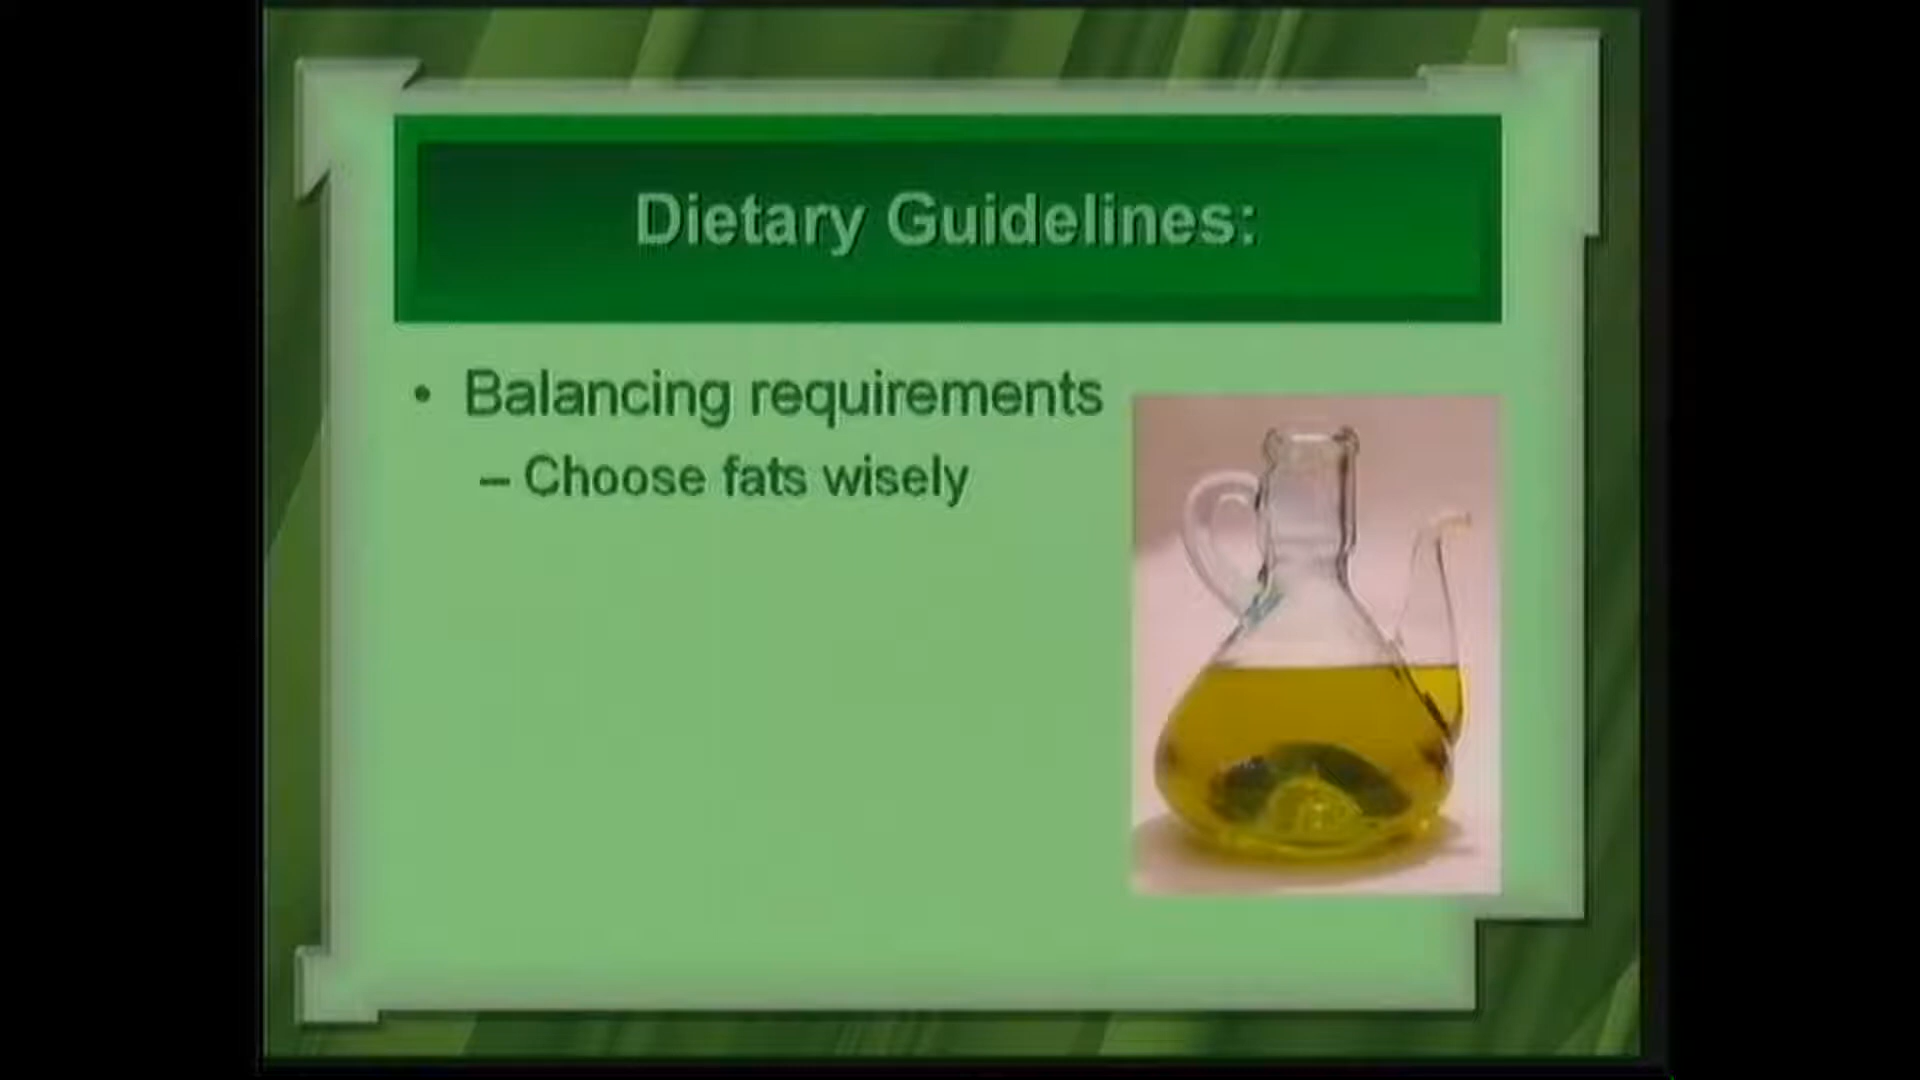 Dietary Guidelines:
• Balancing requirements
– Choose fats wisely